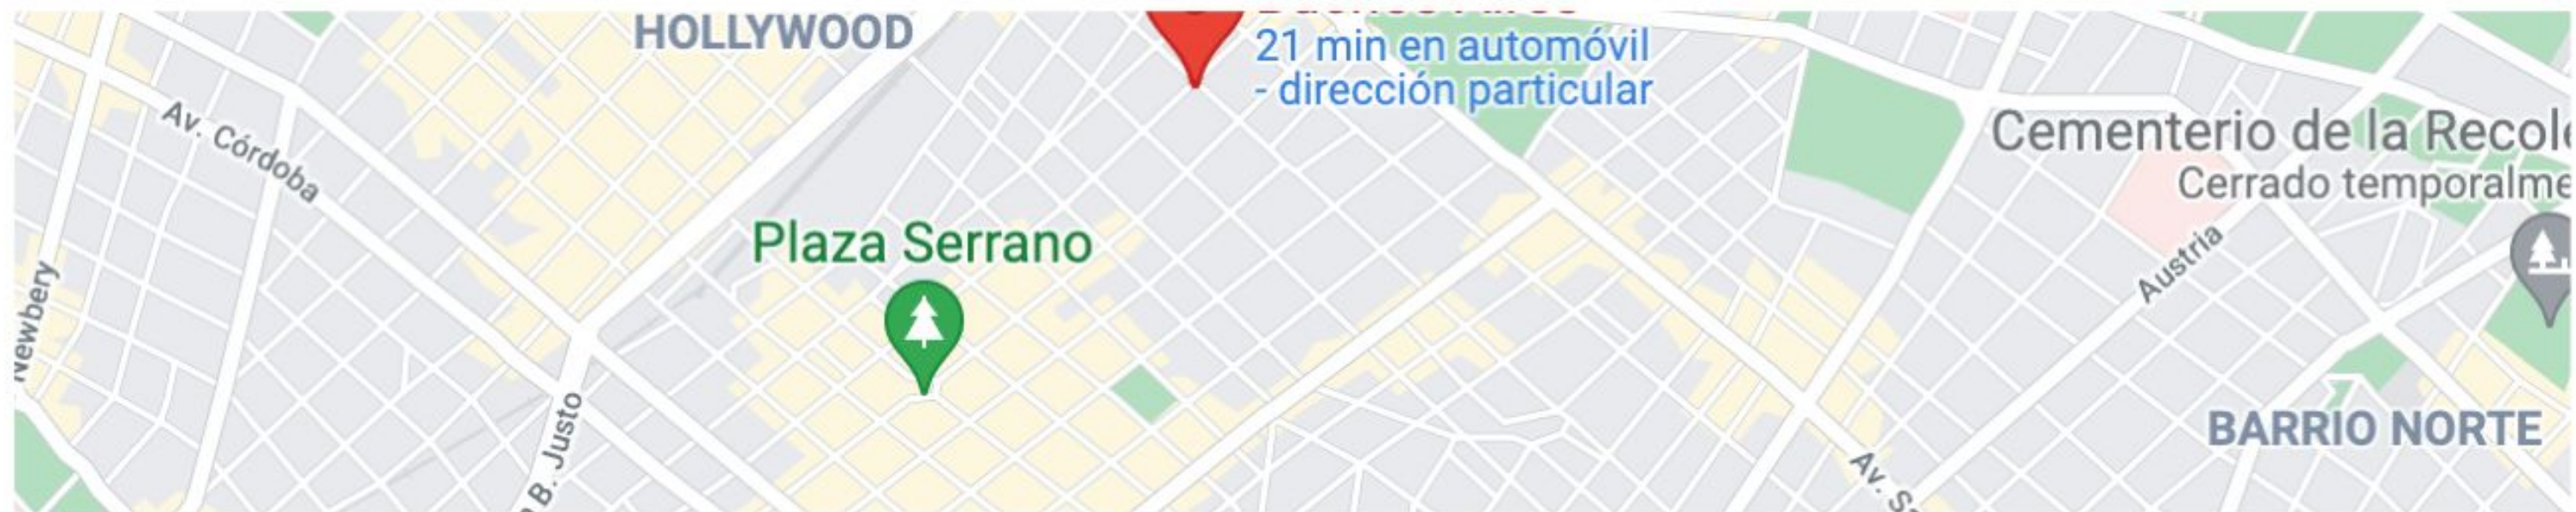 HOLLYWOOD
21 min en automóvil
- dirección particular
Av. Córdoba
Cementerio de la Recol
Cerrado temporalme
Plaza Serrano
Austria
Newbery
B. Justo
BARRIO NORTE
Av. S